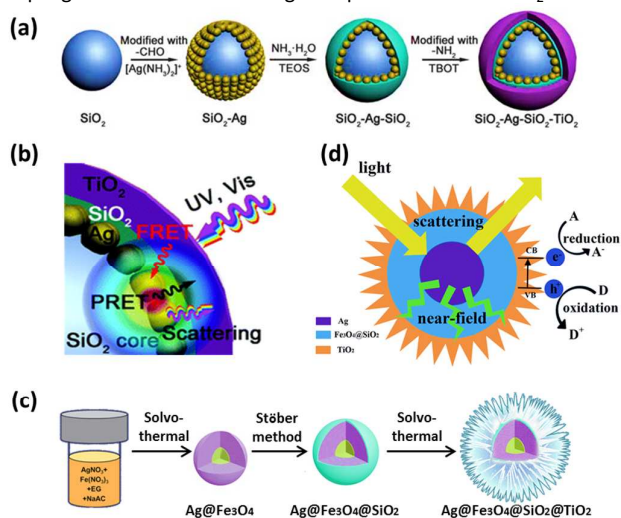 (a)
Modified with
-CHO
[Ag(NH₃)₂]⁺
NH₃·H₂O
TEOS
Modified with
-NH₂
TBOT
SiO₂
SiO₂-Ag
SiO₂-Ag-SiO₂
SiO₂-Ag-SiO₂-TiO₂
(b)
TiO₂
SiO₂
Ag
FRET
UV, Vis
PRET
Scattering
SiO₂ core
(d)
light
scattering
near-field
A
reduction
A⁻
CB
e⁻
VB
h⁺
D
oxidation
D⁺
Ag
Fe₃O₄@SiO₂
TiO₂
(c)
AgNO₃+
Fe(NO₃)₃
+EG
+NaAC
Solvo-
thermal
Stöber
method
Solvo-
thermal
Ag@Fe₃O₄
Ag@Fe₃O₄@SiO₂
Ag@Fe₃O₄@SiO₂@TiO₂